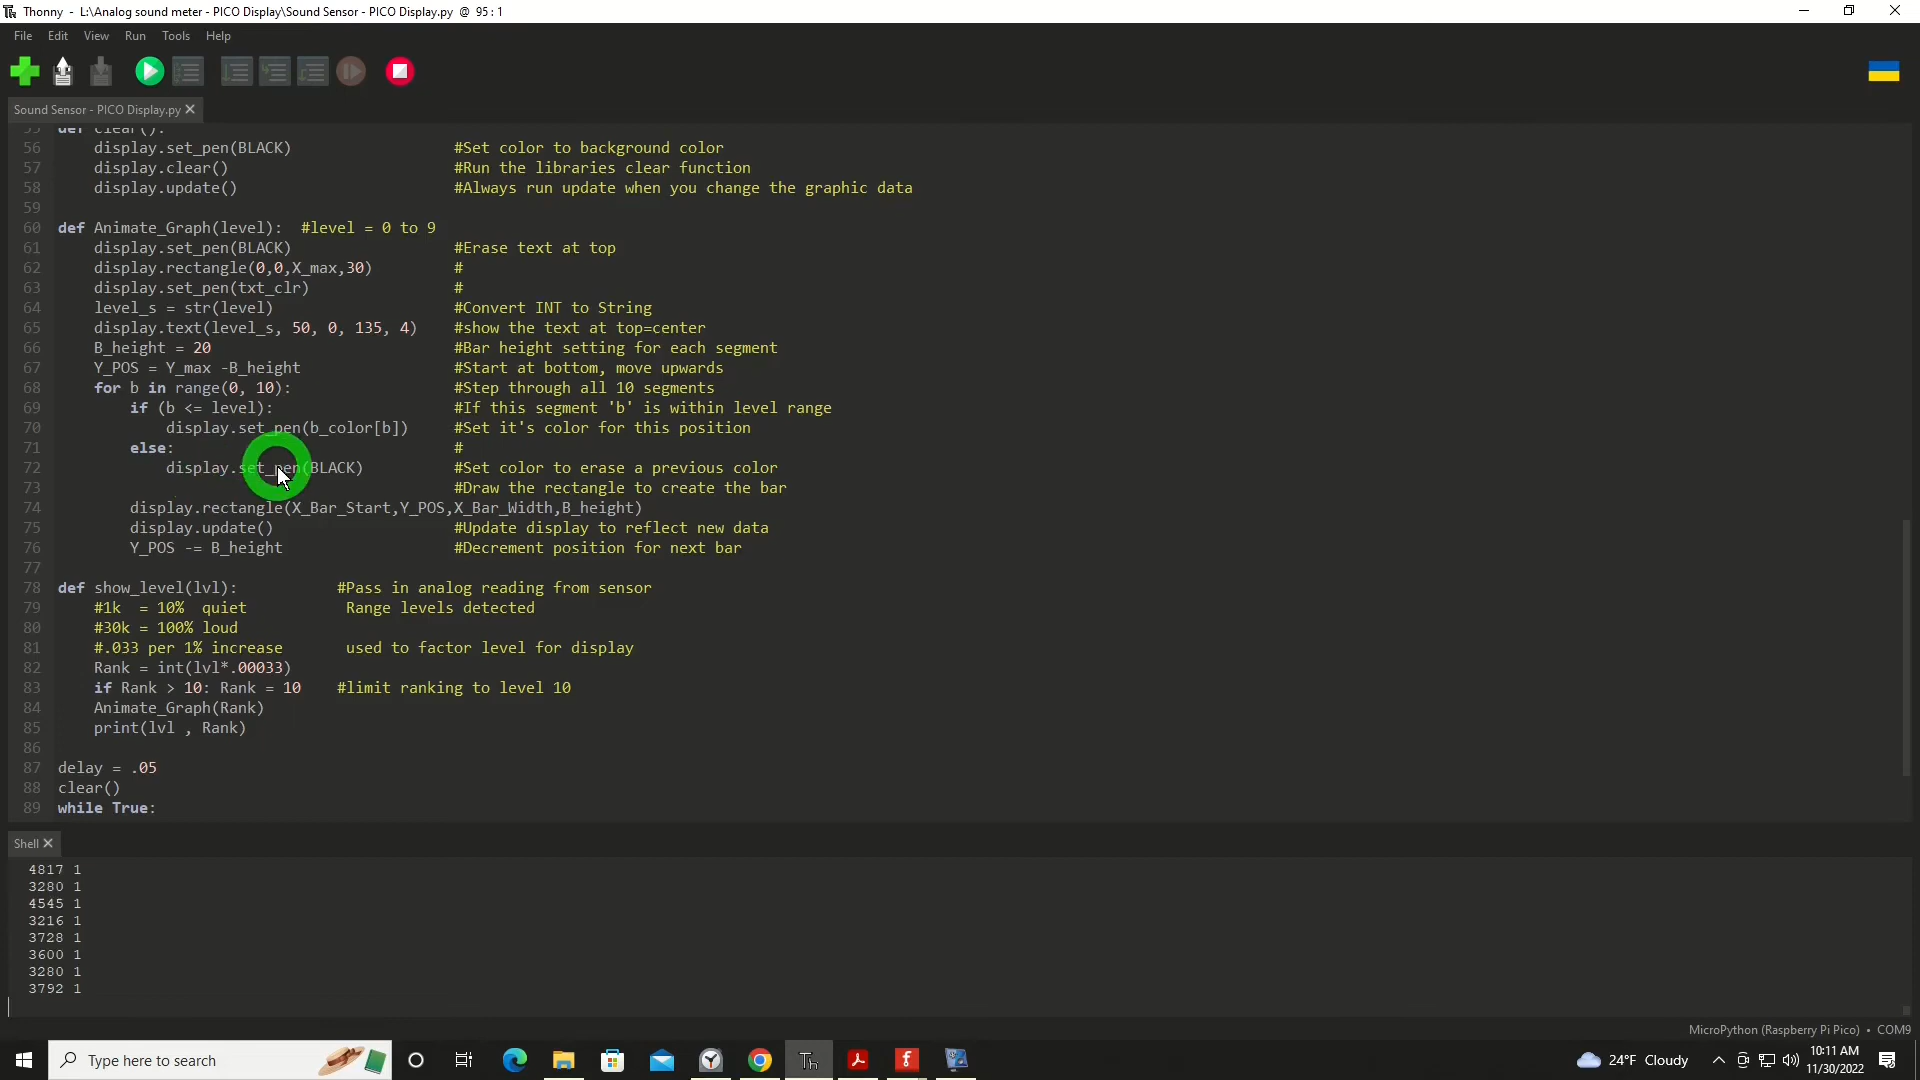 Thonny - L:\Analog sound meter - PICO Display\Sound Sensor - PICO Display.py @ 95 : 1
File Edit View Run Tools Help
Sound Sensor - PICO Display.py
55 def clear():
56 display.set_pen(BLACK) #Set color to background color
57 display.clear() #Run the libraries clear function
58 display.update() #Always run update when you change the graphic data
59
60 def Animate_Graph(level): #level = 0 to 9
61 display.set_pen(BLACK) #Erase text at top
62 display.rectangle(0,0,X_max,30) #
63 display.set_pen(txt_clr) #
64 level_s = str(level) #Convert INT to String
65 display.text(level_s, 50, 0, 135, 4) #show the text at top=center
66 B_height = 20 #Bar height setting for each segment
67 Y_POS = Y_max -B_height #Start at bottom, move upwards
68 for b in range(0, 10): #Step through all 10 segments
69 if (b <= level): #If this segment 'b' is within level range
70 display.set_pen(b_color[b]) #Set it's color for this position
71 else: #
72 display.set_pen(BLACK) #Set color to erase a previous color
73 #Draw the rectangle to create the bar
74 display.rectangle(X_Bar_Start,Y_POS,X_Bar_Width,B_height)
75 display.update() #Update display to reflect new data
76 Y_POS -= B_height #Decrement position for next bar
77
78 def show_level(lvl): #Pass in analog reading from sensor
79 #1k = 10% quiet Range levels detected
80 #30k = 100% loud
81 #.033 per 1% increase used to factor level for display
82 Rank = int(lvl*.00033)
83 if Rank > 10: Rank = 10 #limit ranking to level 10
84 Animate_Graph(Rank)
85 print(lvl , Rank)
86
87 delay = .05
88 clear()
89 while True:
Shell
4817 1
3280 1
4545 1
3216 1
3728 1
3600 1
3280 1
3792 1
MicroPython (Raspberry Pi Pico) • COM9
Type here to search
24°F Cloudy
10:11 AM
11/30/2022